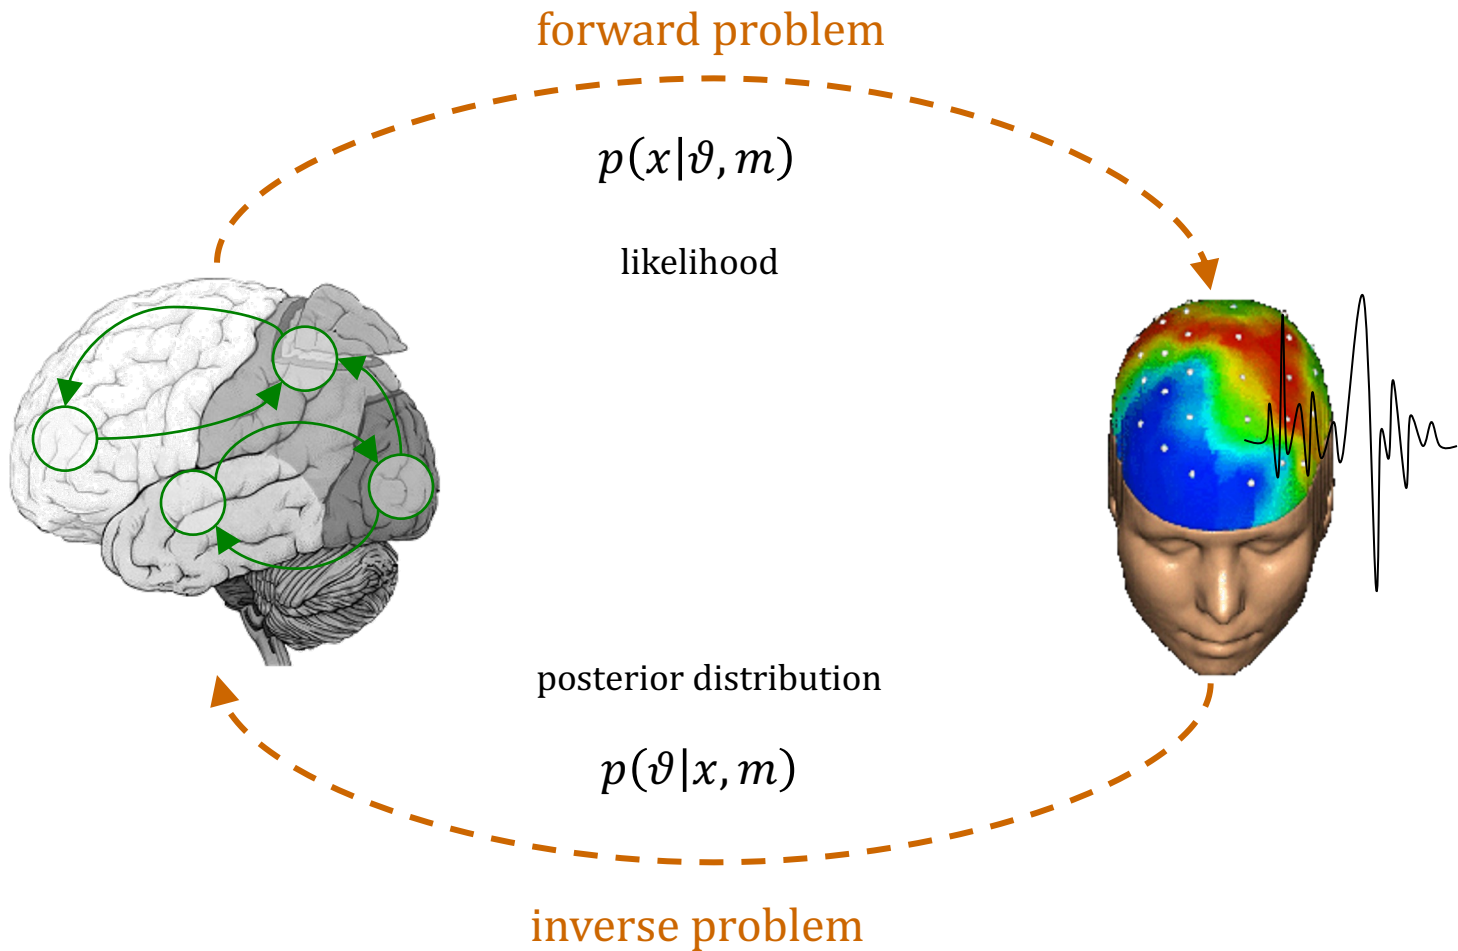 forward problem
p(x|ϑ, m)
likelihood
posterior distribution
p(ϑ|x, m)
inverse problem